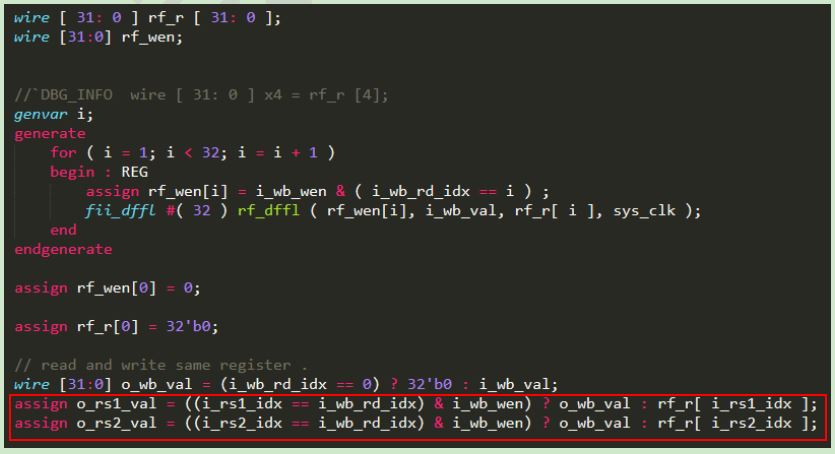 wire [ 31: 0 ] rf_r [ 31: 0 ];
wire [31:0] rf_wen;
//`DBG_INFO  wire [ 31: 0 ] x4 = rf_r [4];
genvar i;
generate
    for ( i = 1; i < 32; i = i + 1 )
    begin : REG
        assign rf_wen[i] = i_wb_wen & ( i_wb_rd_idx == i ) ;
        fii_dffl #( 32 ) rf_dffl ( rf_wen[i], i_wb_val, rf_r[ i ], sys_clk );
    end
endgenerate
assign rf_wen[0] = 0;
assign rf_r[0] = 32'b0;
// read and write same register .
wire [31:0] o_wb_val = (i_wb_rd_idx == 0) ? 32'b0 : i_wb_val;
assign o_rs1_val = ((i_rs1_idx == i_wb_rd_idx) & i_wb_wen) ? o_wb_val : rf_r[ i_rs1_idx ];
assign o_rs2_val = ((i_rs2_idx == i_wb_rd_idx) & i_wb_wen) ? o_wb_val : rf_r[ i_rs2_idx ];